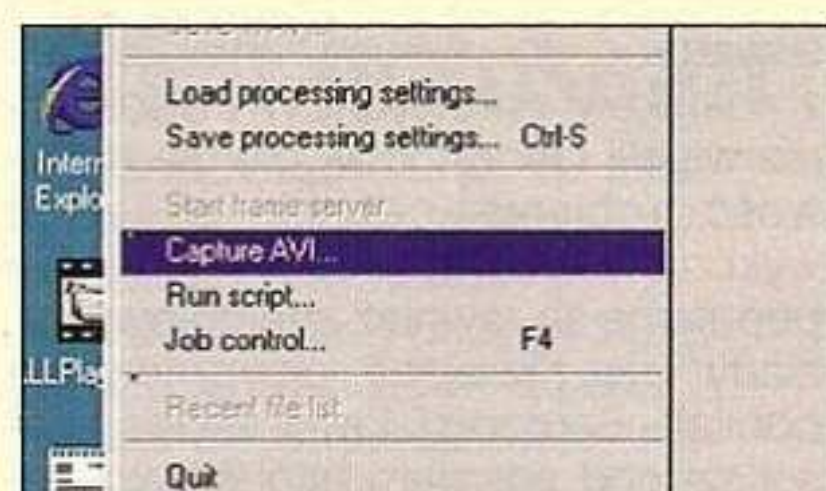 Load processing settings...
Save processing settings... Ctrl-S
Intern
Explo
Start frame server...
Capture AVI...
Run script...
Job control... F4
LLPla
Recent file list
Quit